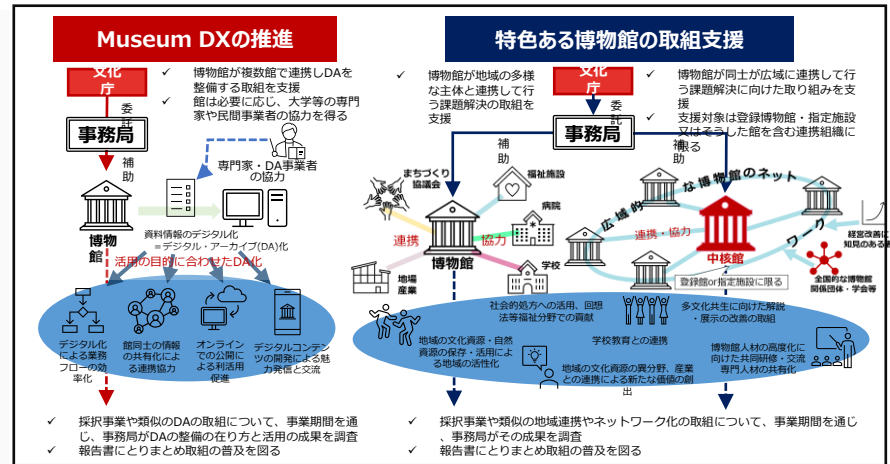 Museum DXの推進
文化
庁
✓ 博物館が複数館で連携しDAを
整備する取組を支援
✓ 館は必要に応じ、大学等の専門
家や民間事業者の協力を得る
委託
事務局
補助
専門家・DA事業者
の協力
博物
館
資料情報のデジタル化
=デジタル・アーカイブ(DA)化
活用の目的に合わせたDA化
デジタル化
による業務
フローの効
率化
館同士の情報
の共有化によ
る連携協力
オンライン
での公開によ
る利活用
促進
デジタルコンテン
ツの開発による魅
力発信と交流
✓ 採択事業や類似のDAの取組について、事業期間を通
じ、事務局がDAの整備の在り方と活用の成果を調査
✓ 報告書にとりまとめ取組の普及を図る
特色ある博物館の取組支援
✓ 博物館が地域の多様
な主体と連携して行
う課題解決の取組を
支援
文化
庁
✓ 博物館が同士が広域に連携して行
う課題解決に向けた取り組みを支
援
✓ 支援対象は登録博物館・指定施設
又はそうした館を含む連携組織に
限る
委託
事務局
補助
補助
まちづくり
協議会
福祉施設
病院
連携
協力
博物館
地場
産業
学校
広域的な博物館のネットワーク
連携・協力
中核館
登録館or指定施設に限る
経営改善に
知見のある者
全国的な博物館
関係団体・学会等
社会的処方への活用、回想
法等福祉分野での貢献
多文化共生に向けた解説・
展示の改善の取組
地域の文化資源・自然
資源の保存・活用によ
る地域の活性化
学校教育との連携
博物館人材の高度化に
向けた共同研修・交流
専門人材の共有化
地域の文化資源の異分野、産業
との連携による新たな価値の創
出
✓ 採択事業や類似の地域連携やネットワーク化の取組について、事業期間を通じ
、事務局がその成果を調査
✓ 報告書にとりまとめ取組の普及を図る